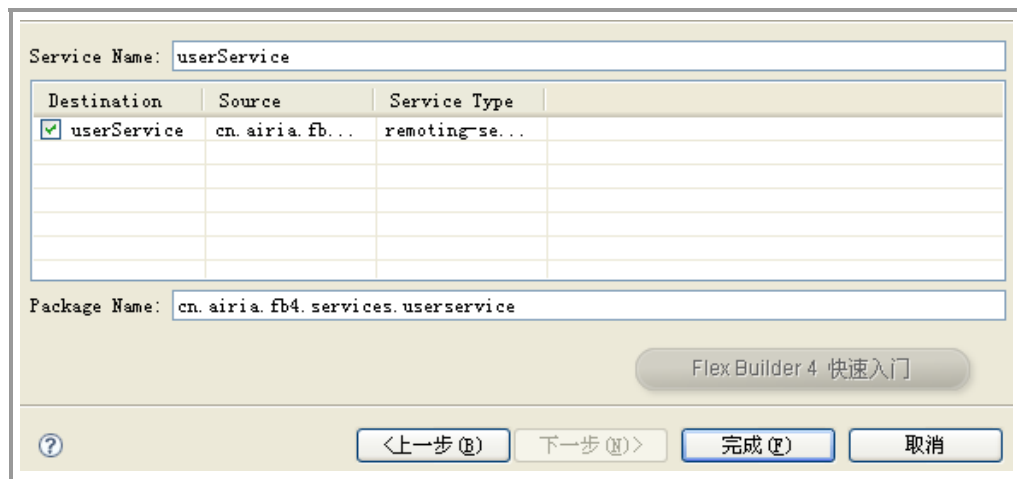 Service Name: userService
Destination Source Service Type
userService cn.airia.fb... remoting-se...
Package Name: cn.airia.fb4.services.userservice
Flex Builder 4 快速入门
<上一步(B) 下一步(N)> 完成(F) 取消